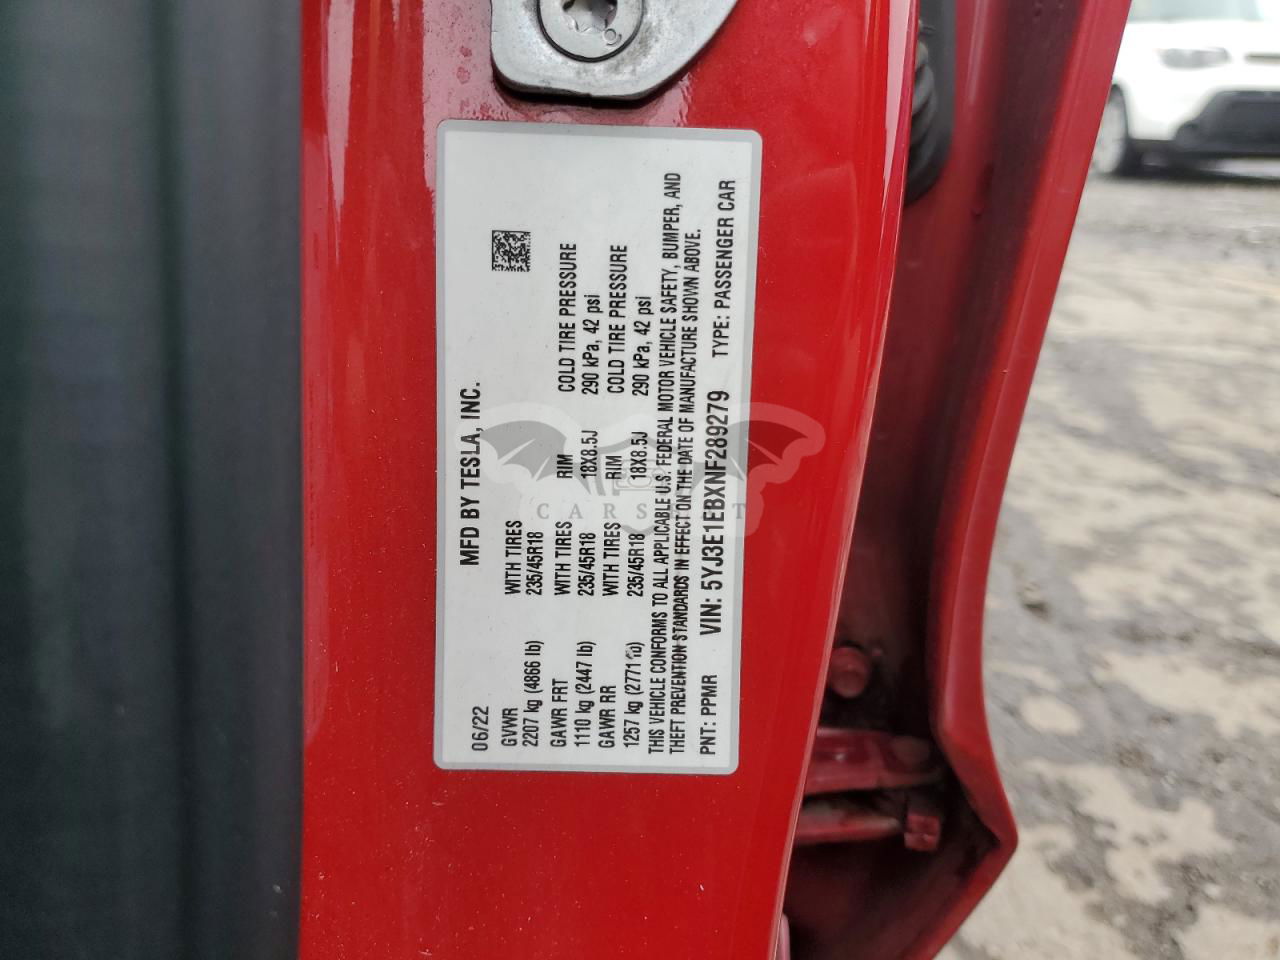 MFD BY TESLA, INC.
06/22
GVWR WITH TIRES
2207 kg (4866 lb) 235/45R18
GAWR FRT WITH TIRES RIM COLD TIRE PRESSURE
1110 kg (2447 lb) 235/45R18 18X8.5J 290 kPa, 42 psi
GAWR RR WITH TIRES RIM COLD TIRE PRESSURE
1257 kg (2771 lb) 235/45R18 18X8.5J 290 kPa, 42 psi
THIS VEHICLE CONFORMS TO ALL APPLICABLE U.S. FEDERAL MOTOR VEHICLE SAFETY, BUMPER, AND
THEFT PREVENTION STANDARDS IN EFFECT ON THE DATE OF MANUFACTURE SHOWN ABOVE.
PNT: PPMR VIN: 5YJ3E1EBXNF289279 TYPE: PASSENGER CAR